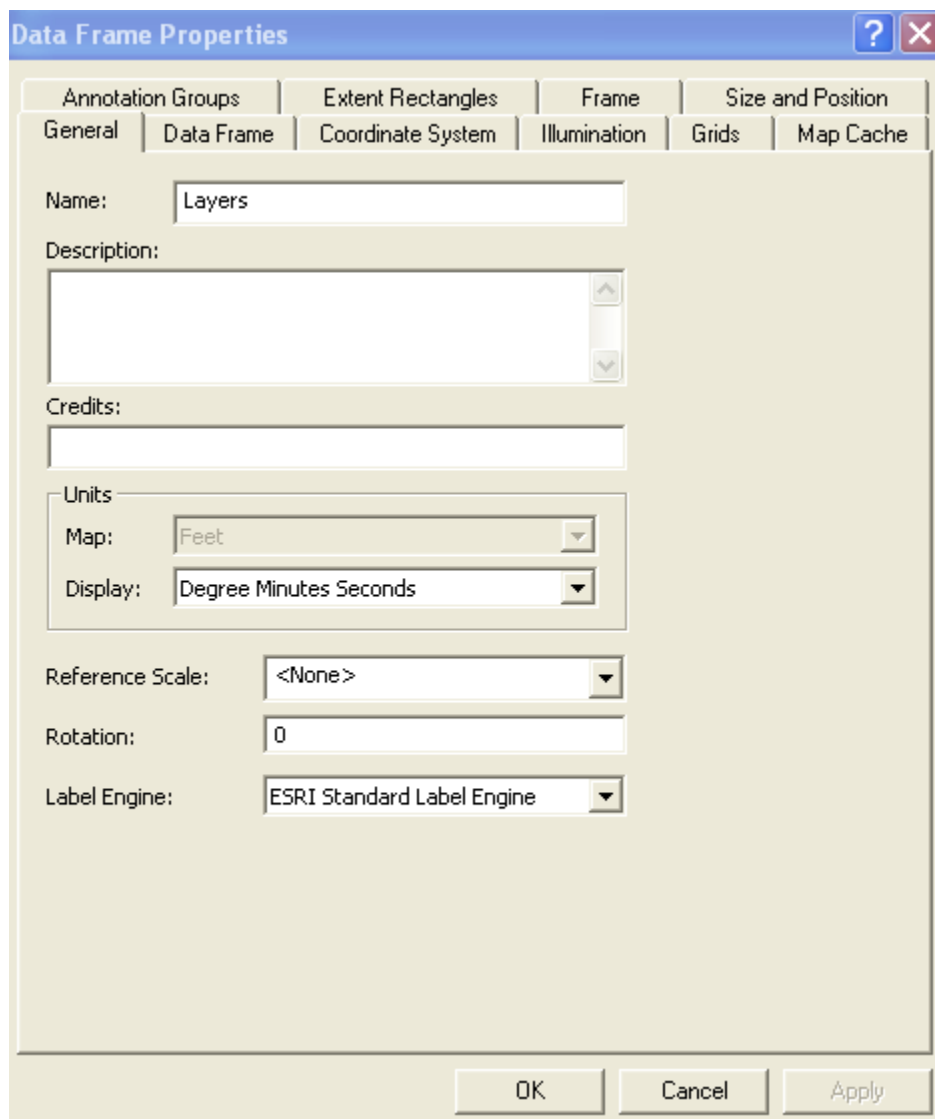 Data Frame Properties
Annotation Groups Extent Rectangles Frame Size and Position
General Data Frame Coordinate System Illumination Grids Map Cache
Name: Layers
Description:
Credits:
Units
Map: Feet
Display: Degree Minutes Seconds
Reference Scale: <None>
Rotation: 0
Label Engine: ESRI Standard Label Engine
OK Cancel Apply